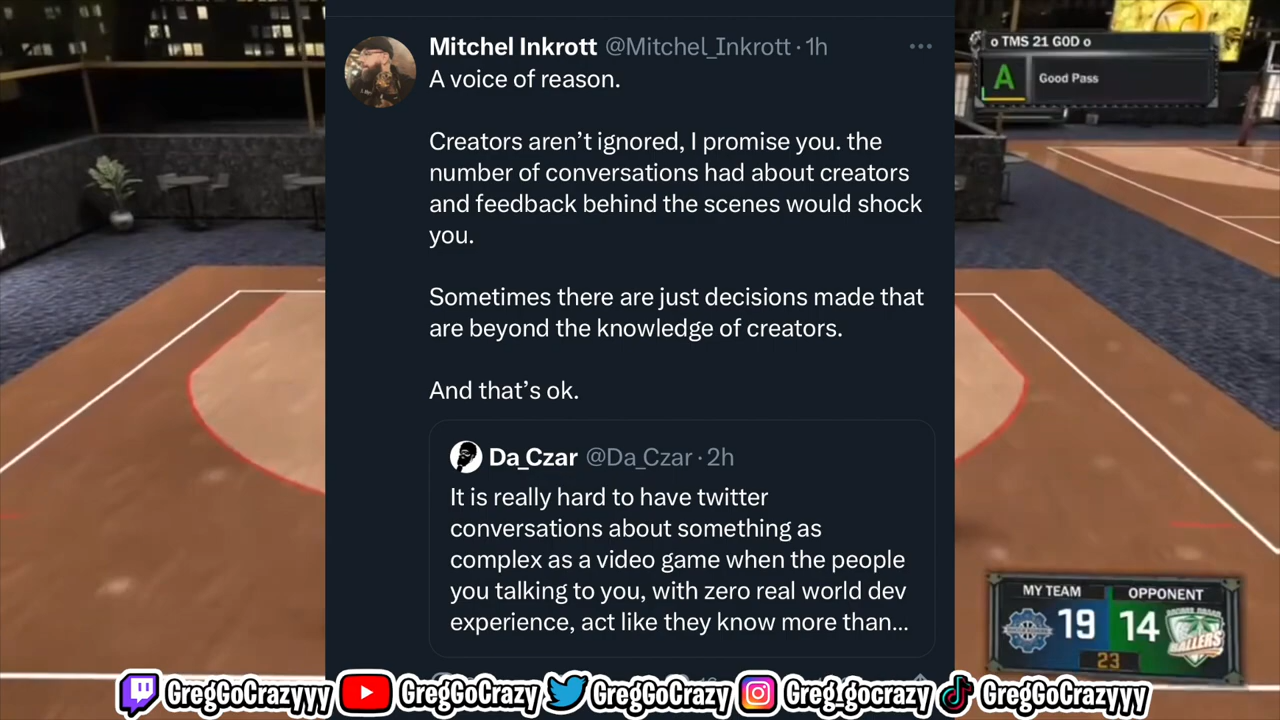 Mitchel Inkrott @Mitchel_Inkrott · 1h
A voice of reason.
Creators aren’t ignored, I promise you. the
number of conversations had about creators
and feedback behind the scenes would shock
you.
Sometimes there are just decisions made that
are beyond the knowledge of creators.
And that’s ok.
Da_Czar @Da_Czar · 2h
It is really hard to have twitter
conversations about something as
complex as a video game when the people
you talking to you, with zero real world dev
experience, act like they know more than...
o TMS 21 GOD o
A Good Pass
MY TEAM OPPONENT
19 14
BALLERS
23
GregGoCrazyyy GregGoCrazy GregGoCrazy Greg_gocrazy GregGoCrazyyy